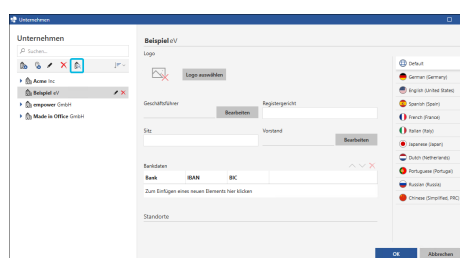 Unternehmen
Unternehmen
Suchen...
Acme Inc
Beispiel eV
empower GmbH
Made in Office GmbH
Beispiel eV
Logo
Logo auswählen
Geschäftsführer
Bearbeiten
Registergericht
Sitz
Vorstand
Bearbeiten
Bankdaten
Bank IBAN BIC
Zum Einfügen eines neuen Elements hier klicken
Standorte
Default
German (Germany)
English (United States)
Spanish (Spain)
French (France)
Italian (Italy)
Japanese (Japan)
Dutch (Netherlands)
Portuguese (Portugal)
Russian (Russia)
Chinese (Simplified, PRC)
OK Abbrechen